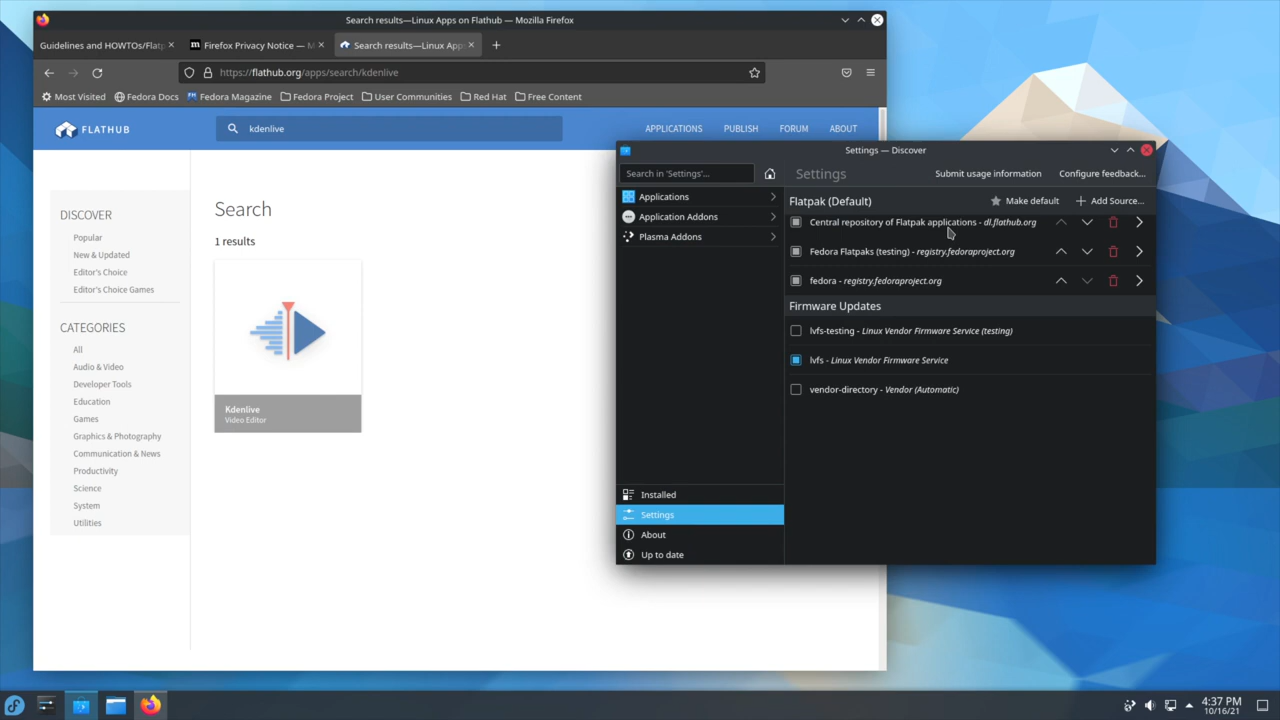 Search results—Linux Apps on Flathub — Mozilla Firefox
Guidelines and HOWTOs/Flatp
Firefox Privacy Notice — M
Search results—Linux Apps
https://flathub.org/apps/search/kdenlive
Most Visited
Fedora Docs
Fedora Magazine
Fedora Project
User Communities
Red Hat
Free Content
FLATHUB
kdenlive
APPLICATIONS
PUBLISH
FORUM
ABOUT
DISCOVER
Popular
New & Updated
Editor's Choice
Editor's Choice Games
CATEGORIES
All
Audio & Video
Developer Tools
Education
Games
Graphics & Photography
Communication & News
Productivity
Science
System
Utilities
Search
1 results
Kdenlive
Video Editor
Settings — Discover
Search in 'Settings'...
Applications
Application Addons
Plasma Addons
Installed
Settings
About
Up to date
Settings
Submit usage information
Configure feedback...
Flatpak (Default)
Make default
Add Source...
Central repository of Flatpak applications - dl.flathub.org
Fedora Flatpaks (testing) - registry.fedoraproject.org
fedora - registry.fedoraproject.org
Firmware Updates
lvfs-testing - Linux Vendor Firmware Service (testing)
lvfs - Linux Vendor Firmware Service
vendor-directory - Vendor (Automatic)
4:37 PM
10/16/21